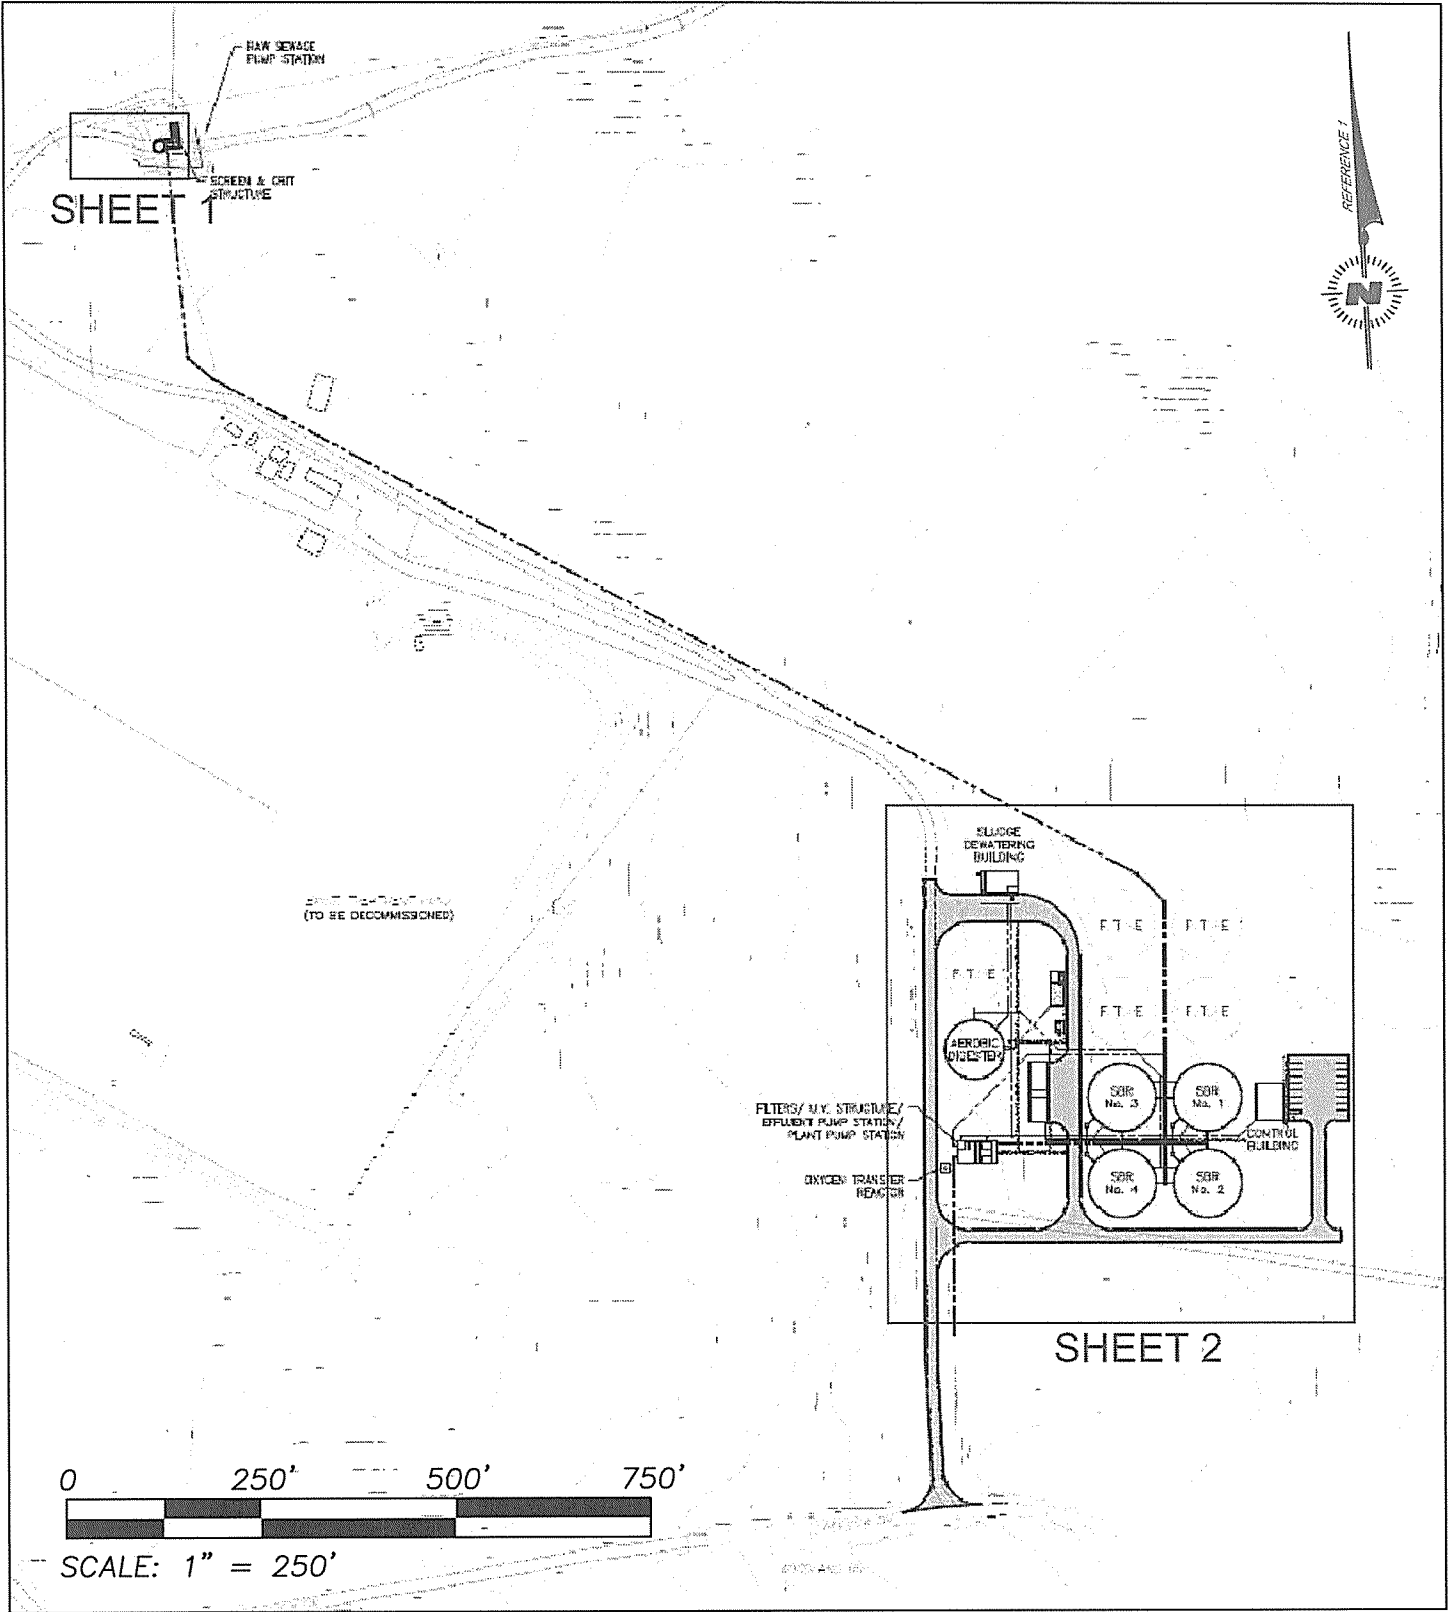 RAW SEWAGE
PUMP STATION
SCREEN & GRIT
STRUCTURE
SHEET 1
REFERENCE 1
N
(TO BE DECOMMISSIONED)
SLUDGE
DEWATERING
BUILDING
AEROBIC
DIGESTER
SBR
No. 3
SBR
No. 1
FILTERS/ U.V. STRUCTURE/
EFFLUENT PUMP STATION/
PLANT PUMP STATION
CONTROL
BUILDING
OXYGEN TRANSFER
REACTOR
SBR
No. 4
SBR
No. 2
SHEET 2
0 250' 500' 750'
SCALE: 1" = 250'